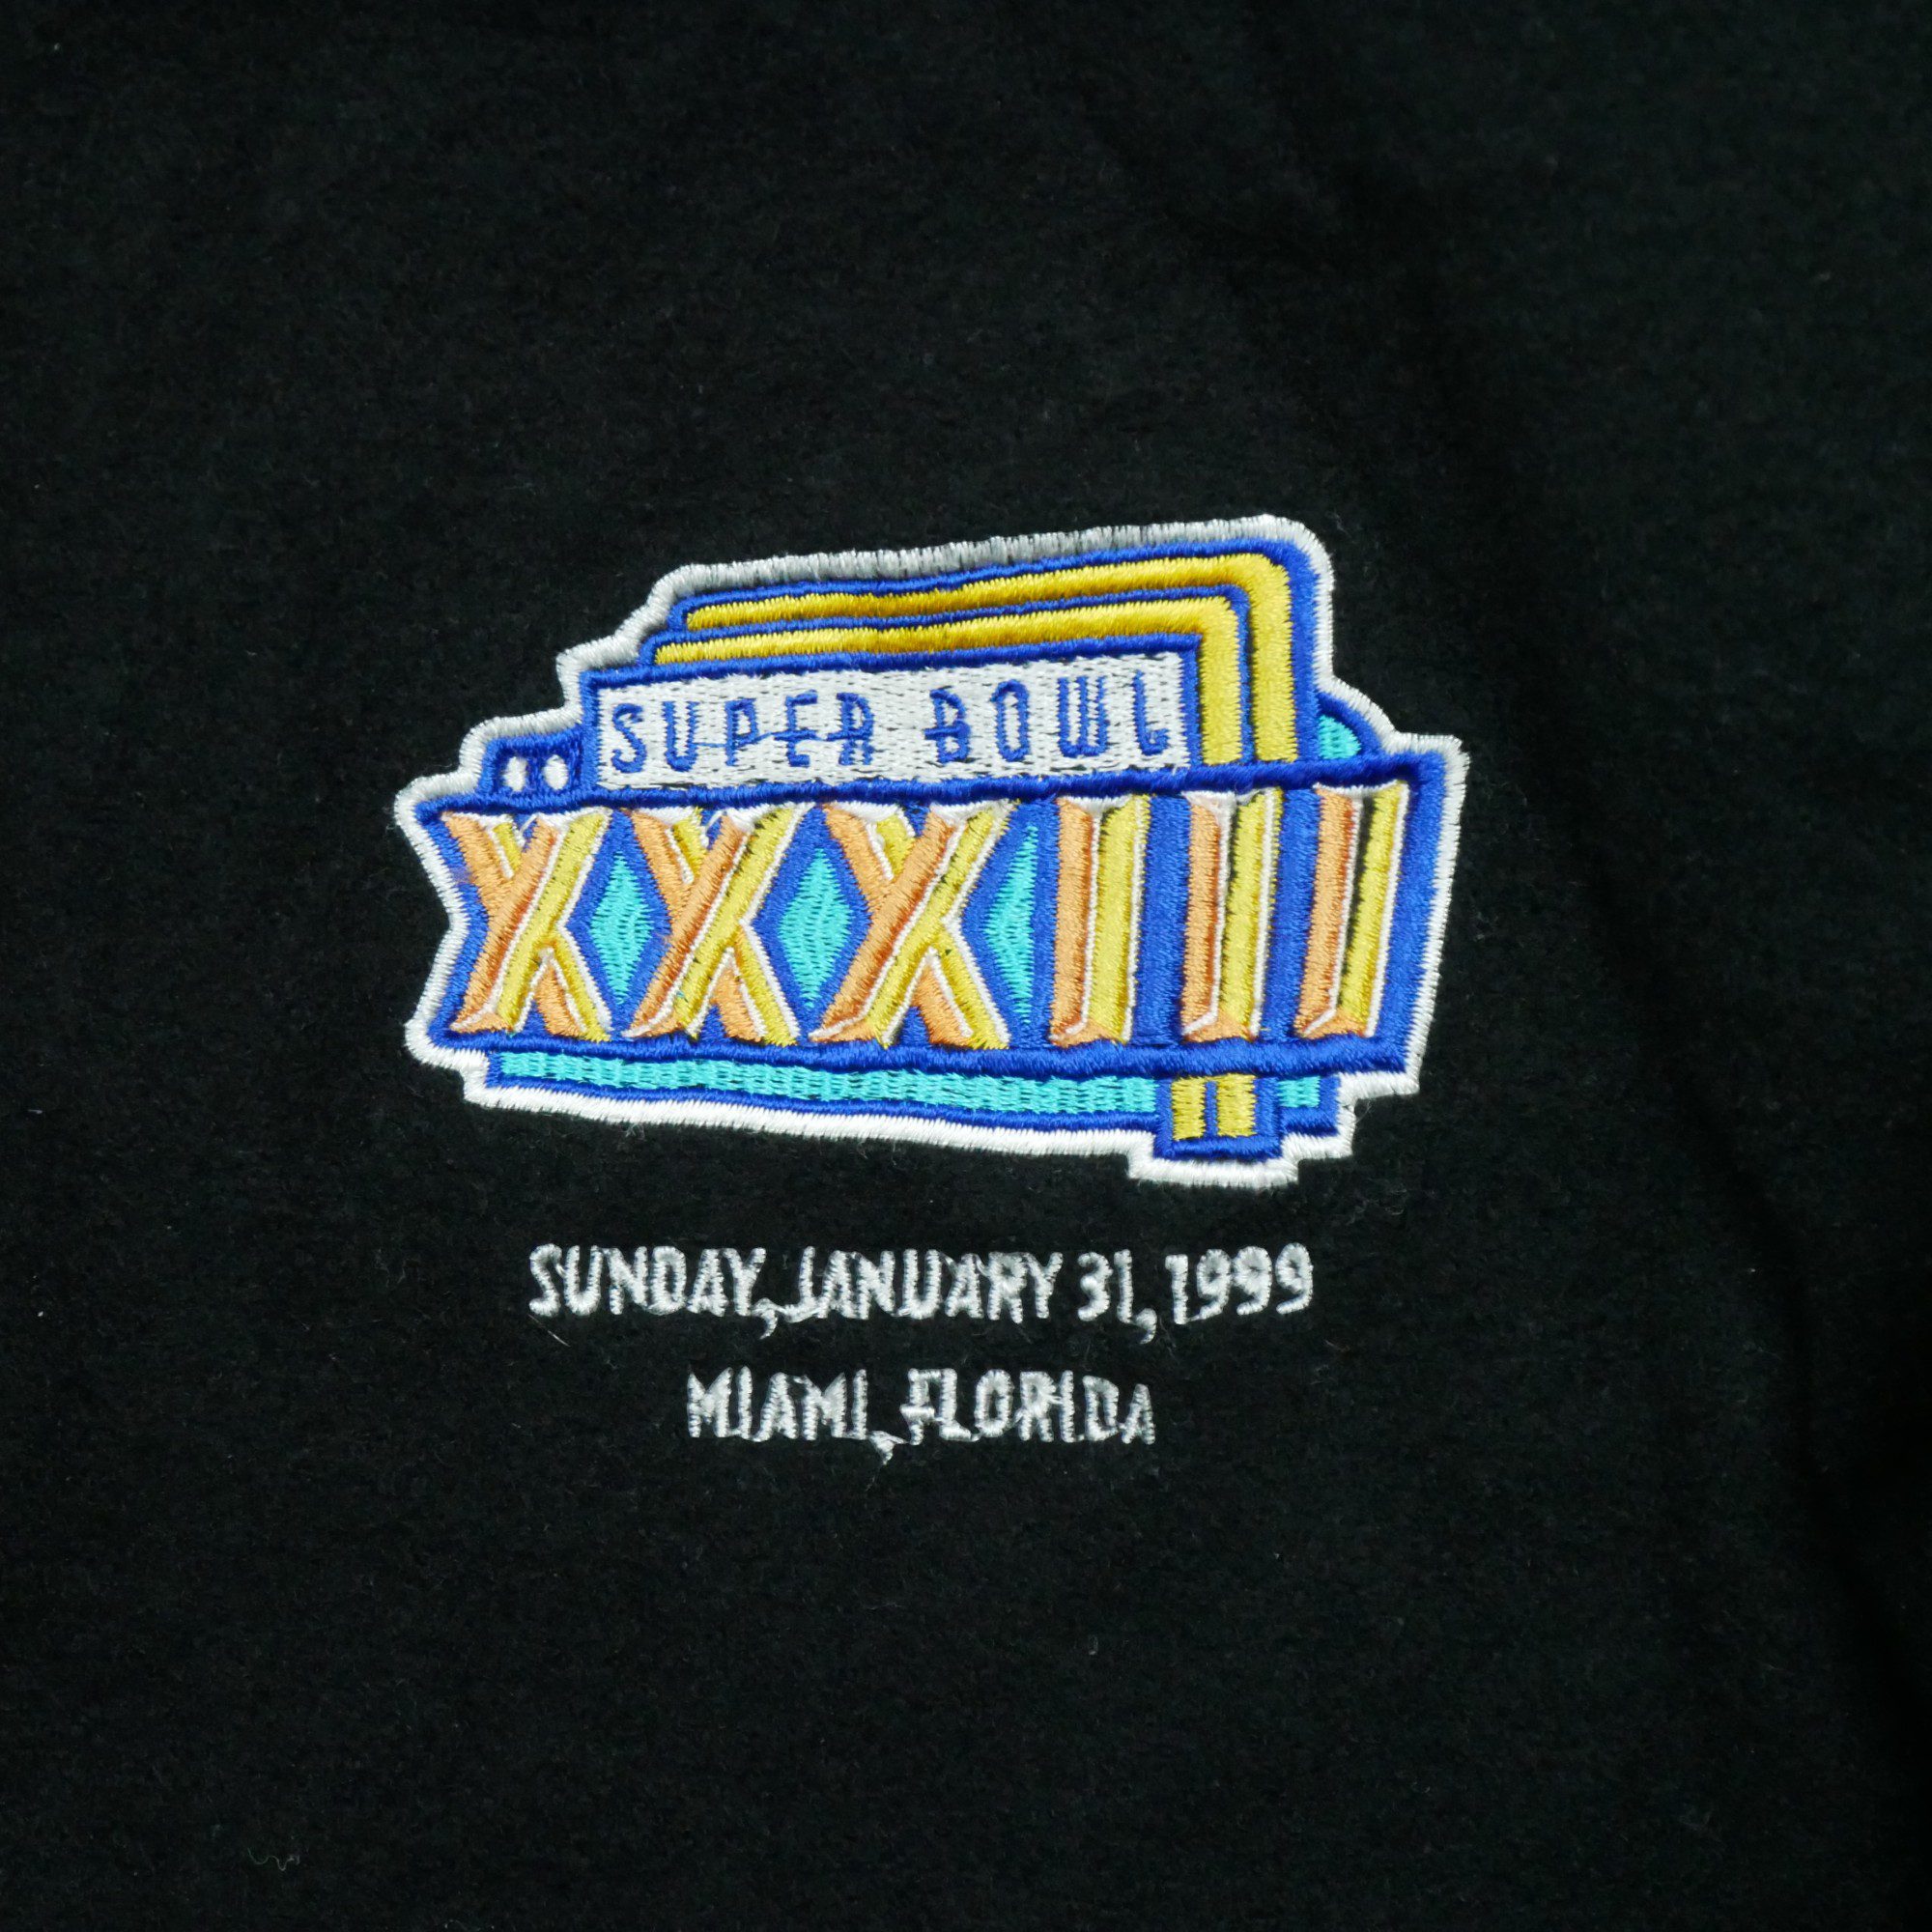 SUPER BOWL
XXXIII
SUNDAY, JANUARY 31, 1999
MIAMI, FLORIDA